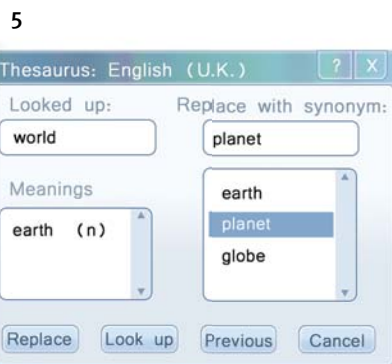 5
Thesaurus: English (U.K.) ? X
Looked up: Replace with synonym:
world planet
Meanings
earth (n)
earth
planet
globe
Replace Look up Previous Cancel